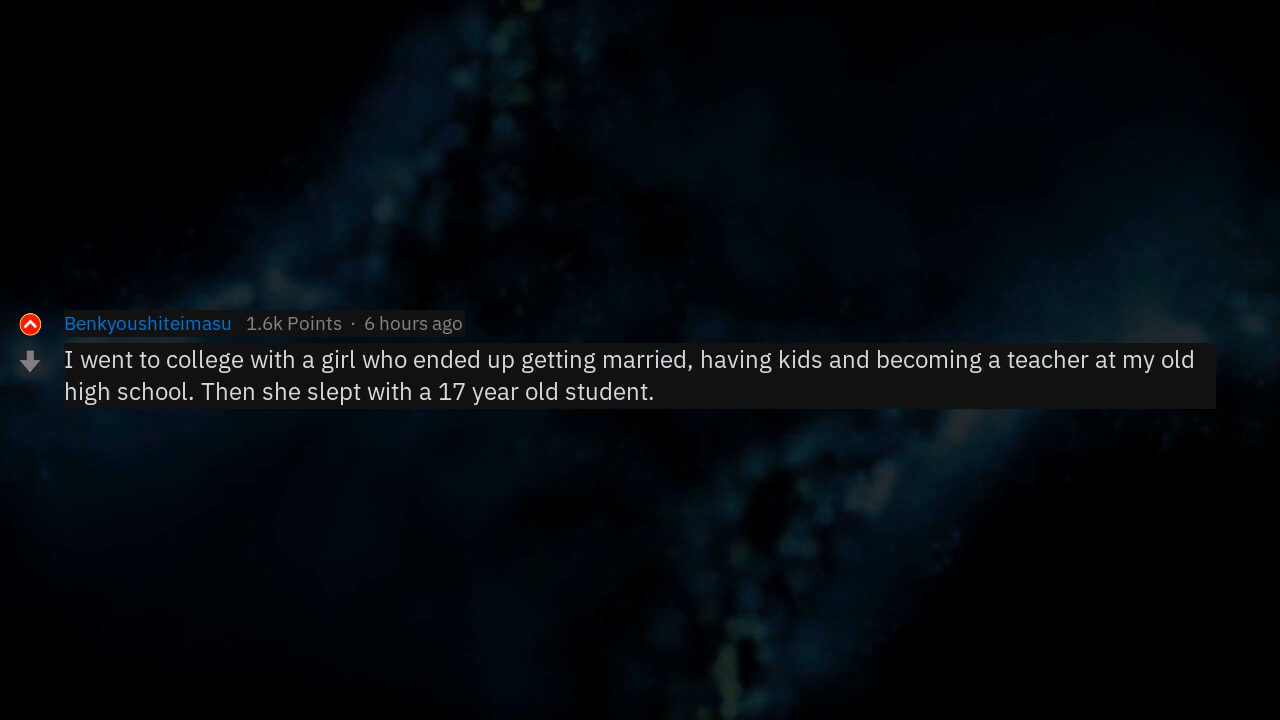 Benkyoushiteimasu 1.6k Points · 6 hours ago
I went to college with a girl who ended up getting married, having kids and becoming a teacher at my old
high school. Then she slept with a 17 year old student.